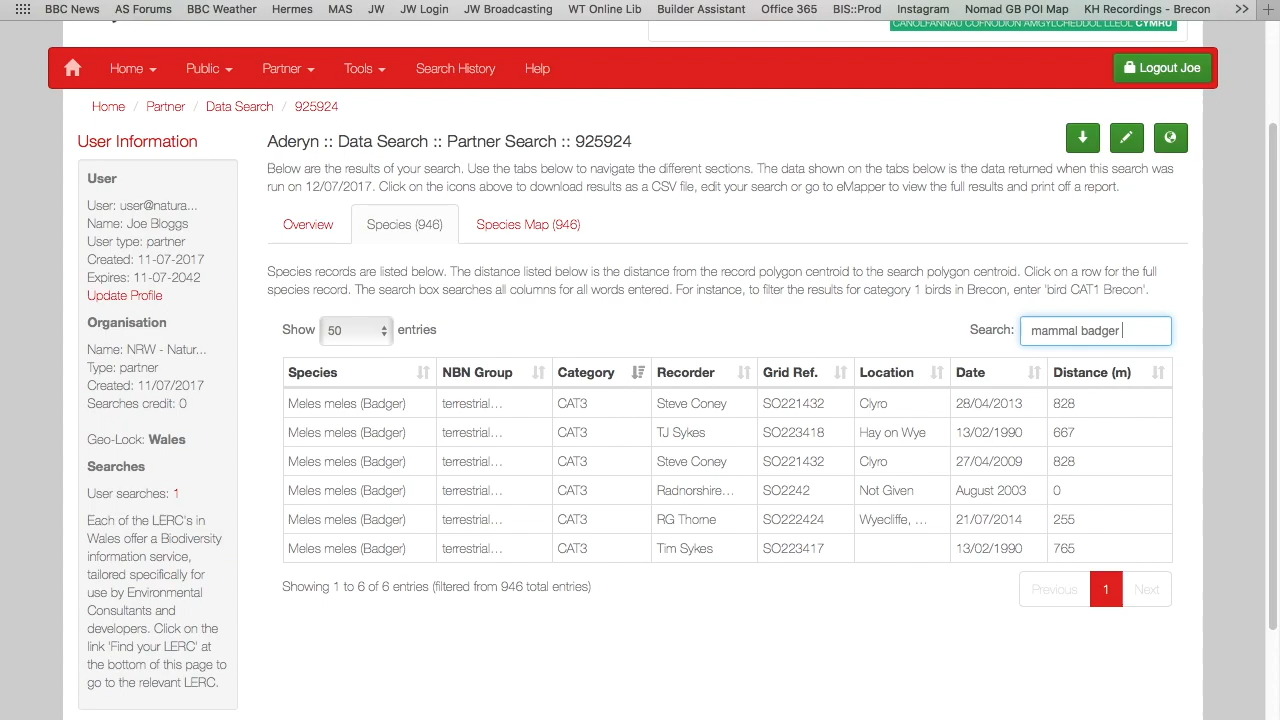 BBC News AS Forums BBC Weather Hermes MAS JW JW Login JW Broadcasting WT Online Lib Builder Assistant Office 365 BIS::Prod Instagram Nomad GB POI Map KH Recordings - Brecon
CANOLFANNAU COFNODION AMGYLCHEDDOL LLEOL CYMRU
Home Public Partner Tools Search History Help Logout Joe
Home / Partner / Data Search / 925924
User Information
User
User: user@natura...
Name: Joe Bloggs
User type: partner
Created: 11-07-2017
Expires: 11-07-2042
Update Profile
Organisation
Name: NRW - Natur...
Type: partner
Created: 11/07/2017
Searches credit: 0
Geo-Lock: Wales
Searches
User searches: 1
Each of the LERC's in
Wales offer a Biodiversity
information service,
tailored specifically for
use by Environmental
Consultants and
developers. Click on the
link 'Find your LERC' at
the bottom of this page to
go to the relevant LERC.
Aderyn :: Data Search :: Partner Search :: 925924
Below are the results of your search. Use the tabs below to navigate the different sections. The data shown on the tabs below is the data returned when this search was
run on 12/07/2017. Click on the icons above to download results as a CSV file, edit your search or go to eMapper to view the full results and print off a report.
Overview Species (946) Species Map (946)
Species records are listed below. The distance listed below is the distance from the record polygon centroid to the search polygon centroid. Click on a row for the full
species record. The search box searches all columns for all words entered. For instance, to filter the results for category 1 birds in Brecon, enter 'bird CAT1 Brecon'.
Show 50 entries Search: mammal badger
Species NBN Group Category Recorder Grid Ref. Location Date Distance (m)
Meles meles (Badger) terrestrial... CAT3 Steve Coney SO221432 Clyro 28/04/2013 828
Meles meles (Badger) terrestrial... CAT3 TJ Sykes SO223418 Hay on Wye 13/02/1990 667
Meles meles (Badger) terrestrial... CAT3 Steve Coney SO221432 Clyro 27/04/2009 828
Meles meles (Badger) terrestrial... CAT3 Radnorshire... SO2242 Not Given August 2003 0
Meles meles (Badger) terrestrial... CAT3 RG Thorne SO222424 Wyecliffe, ... 21/07/2014 255
Meles meles (Badger) terrestrial... CAT3 Tim Sykes SO223417 13/02/1990 765
Showing 1 to 6 of 6 entries (filtered from 946 total entries)
Previous 1 Next